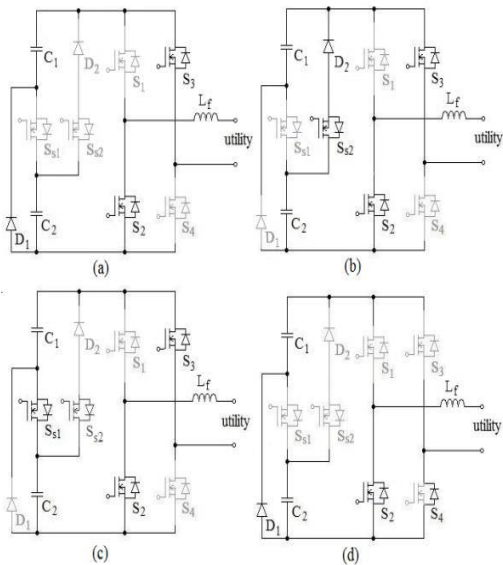 C1
D2
S1
S3
Lf
Ss1
Ss2
utility
C2
D1
S2
S4
(a)
C1
D2
S1
S3
Lf
Ss1
Ss2
utility
C2
D1
S2
S4
(b)
C1
D2
S1
S3
Lf
Ss1
Ss2
utility
C2
D1
S2
S4
(c)
C1
D2
S1
S3
Lf
Ss1
Ss2
utility
C2
D1
S2
S4
(d)